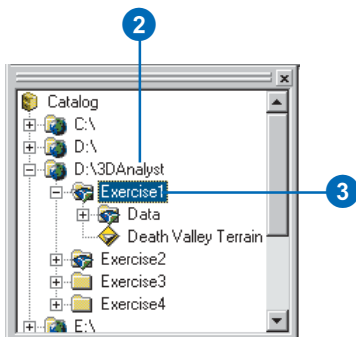 2
Catalog
C:\
D:\
D:\3DAnalyst
Exercise1 3
Data
Death Valley Terrain
Exercise2
Exercise3
Exercise4
E:\